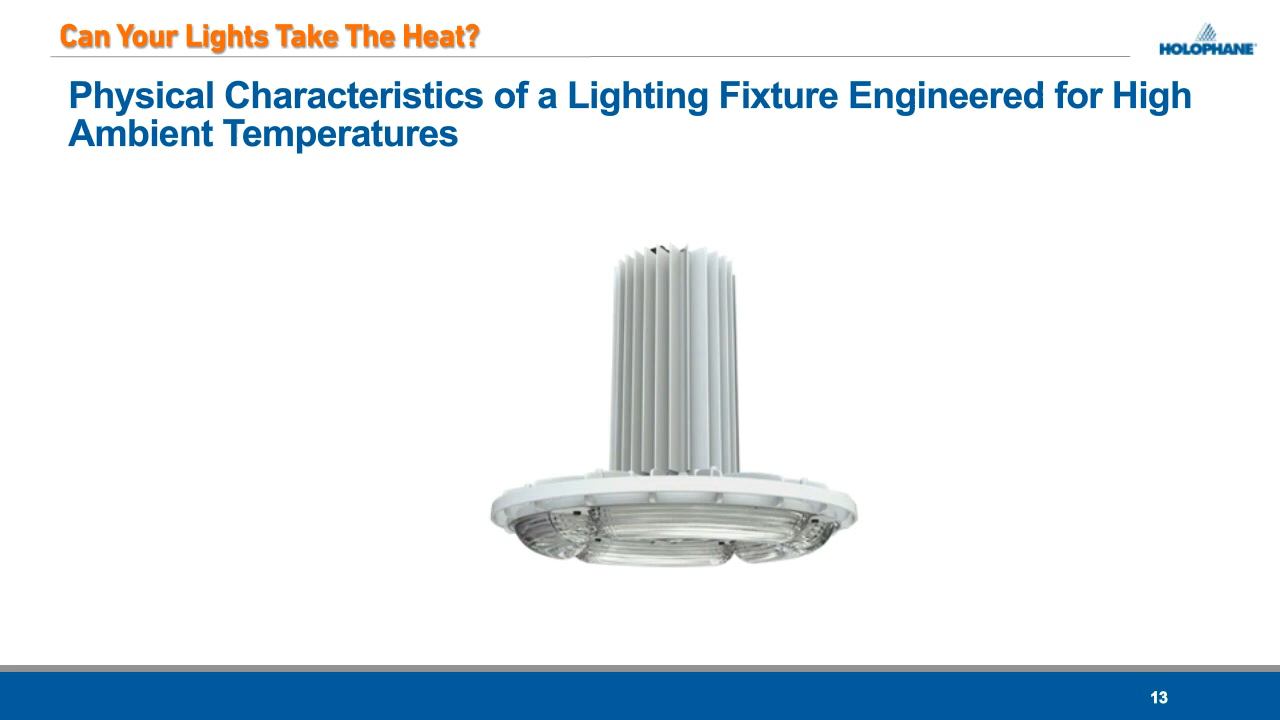 Can Your Lights Take The Heat?
HOLOPHANE
Physical Characteristics of a Lighting Fixture Engineered for High
Ambient Temperatures
13